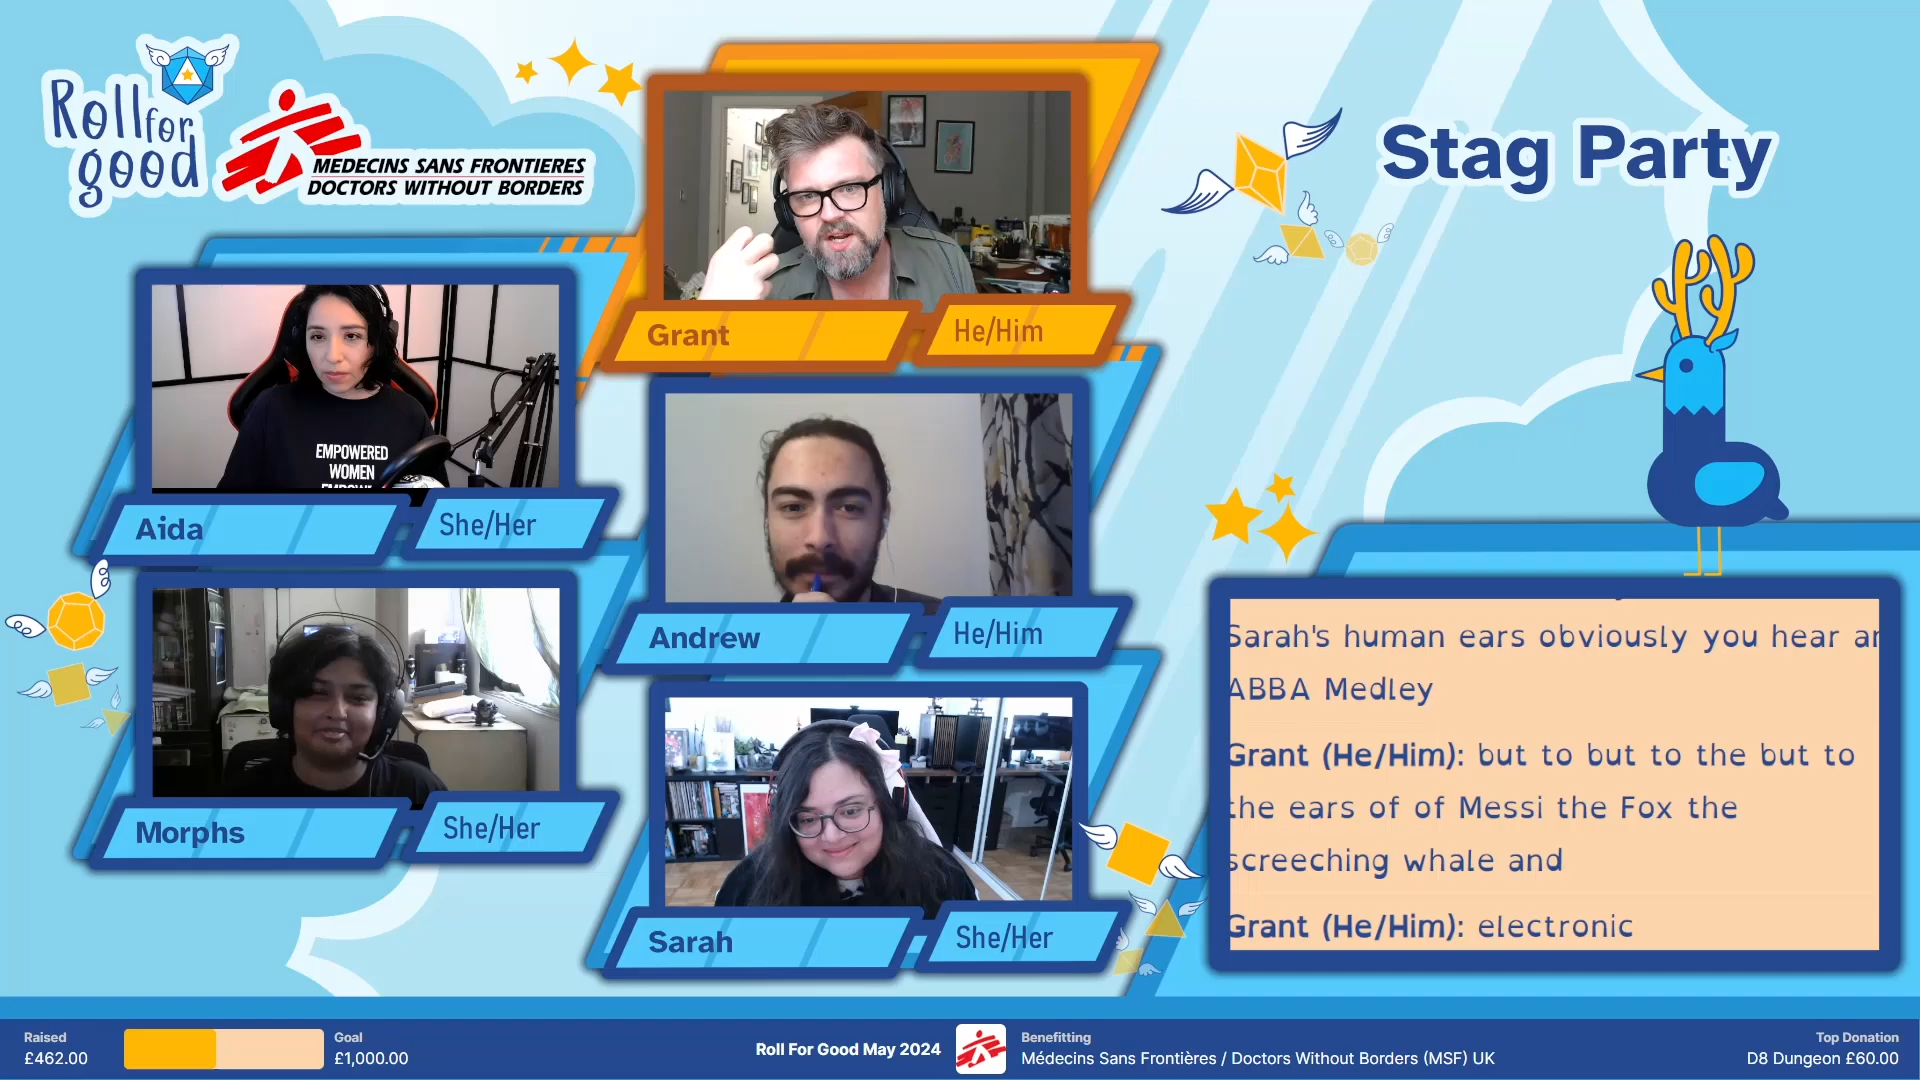 Roll for good
MEDECINS SANS FRONTIERES
DOCTORS WITHOUT BORDERS
Stag Party
Grant
He/Him
EMPOWERED
WOMEN
Aida
She/Her
Andrew
He/Him
Morphs
She/Her
Sarah
She/Her
Sarah's human ears obviously you hear an
ABBA Medley
Grant (He/Him): but to but to the but to
the ears of of Messi the Fox the
screeching whale and
Grant (He/Him): electronic
Raised
£462.00
Goal
£1,000.00
Roll For Good May 2024
Benefitting
Médecins Sans Frontières / Doctors Without Borders (MSF) UK
Top Donation
D8 Dungeon £60.00